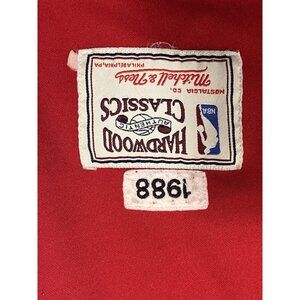 Mitchell & Ness
NOSTALGIA CO.
PHILADELPHIA, PA
HARDWOOD
AUTHENTIC
CLASSICS
NBA
1988